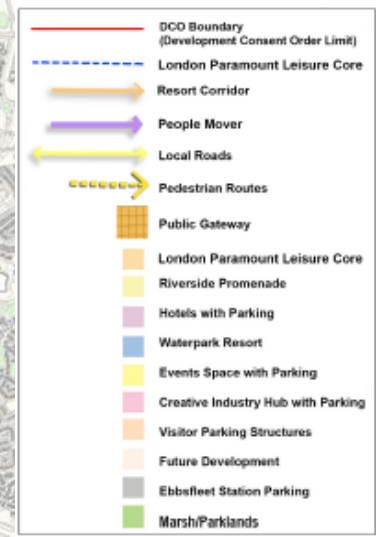 DCO Boundary
(Development Consent Order Limit)
London Paramount Leisure Core
Resort Corridor
People Mover
Local Roads
Pedestrian Routes
Public Gateway
London Paramount Leisure Core
Riverside Promenade
Hotels with Parking
Waterpark Resort
Events Space with Parking
Creative Industry Hub with Parking
Visitor Parking Structures
Future Development
Ebbsfleet Station Parking
Marsh/Parklands